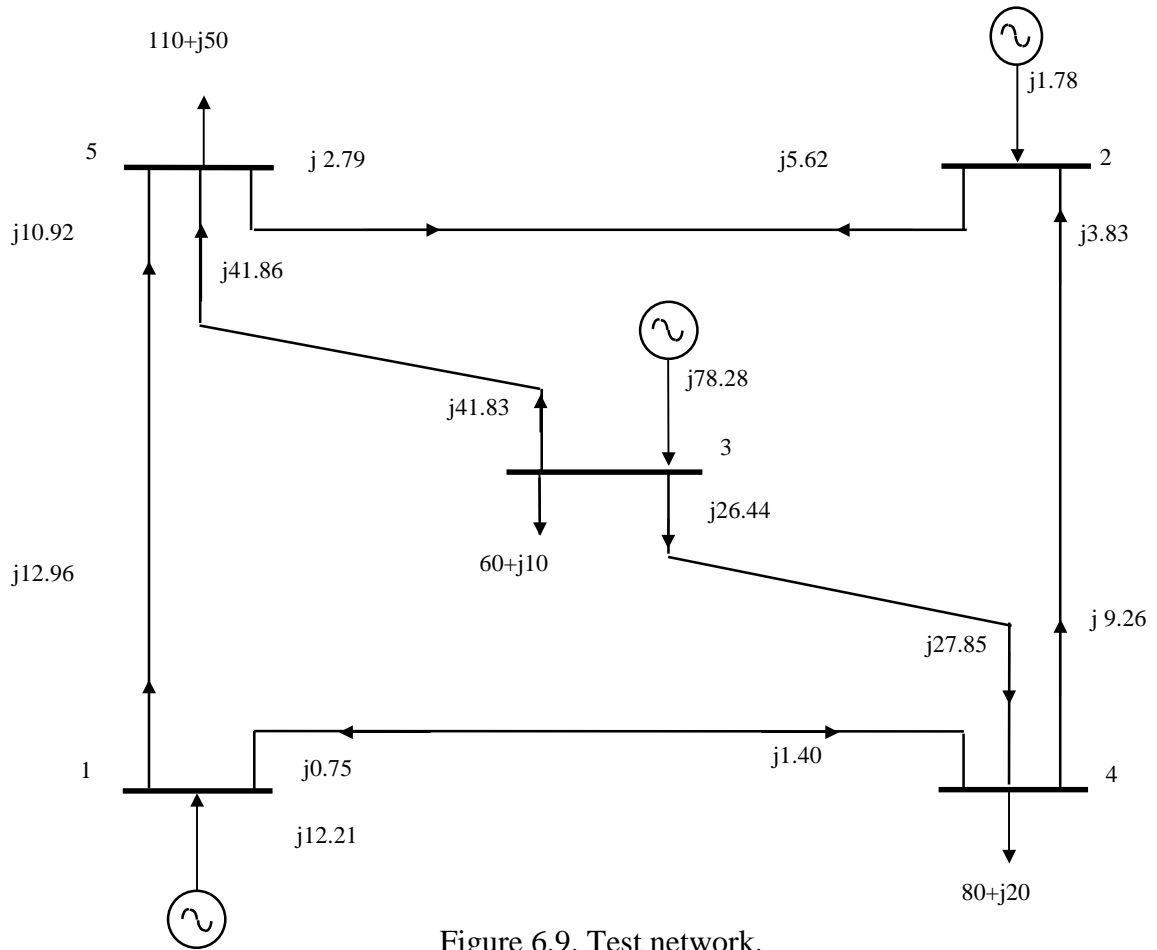 110+j50
j1.78
5
j 2.79
j5.62
2
j10.92
j3.83
j41.86
j78.28
j41.83
3
j26.44
60+j10
j12.96
j 9.26
j27.85
1
j0.75
j1.40
4
j12.21
80+j20
Figure 6.9. Test network.